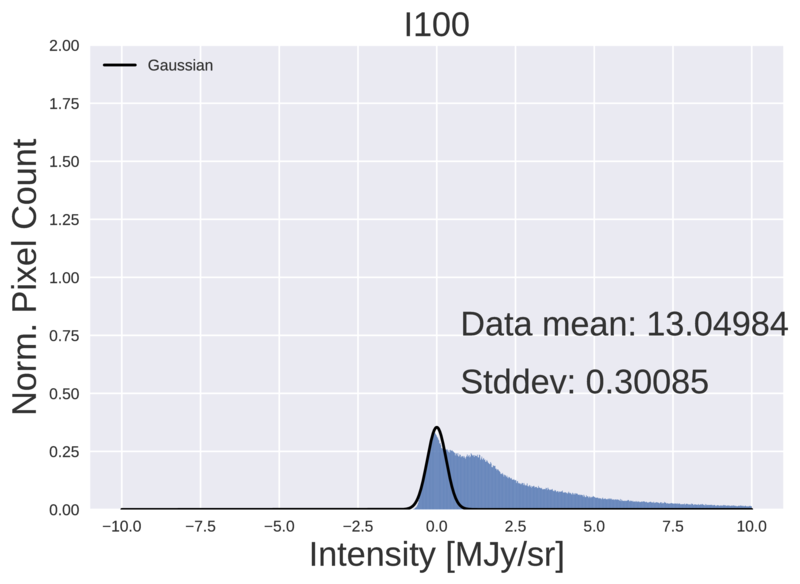 I100
2.00
Gaussian
1.75
1.50
1.25
1.00
0.75
0.50
0.25
0.00
Norm. Pixel Count
Data mean: 13.04984
Stddev: 0.30085
−10.0 −7.5 −5.0 −2.5 0.0 2.5 5.0 7.5 10.0
Intensity [MJy/sr]